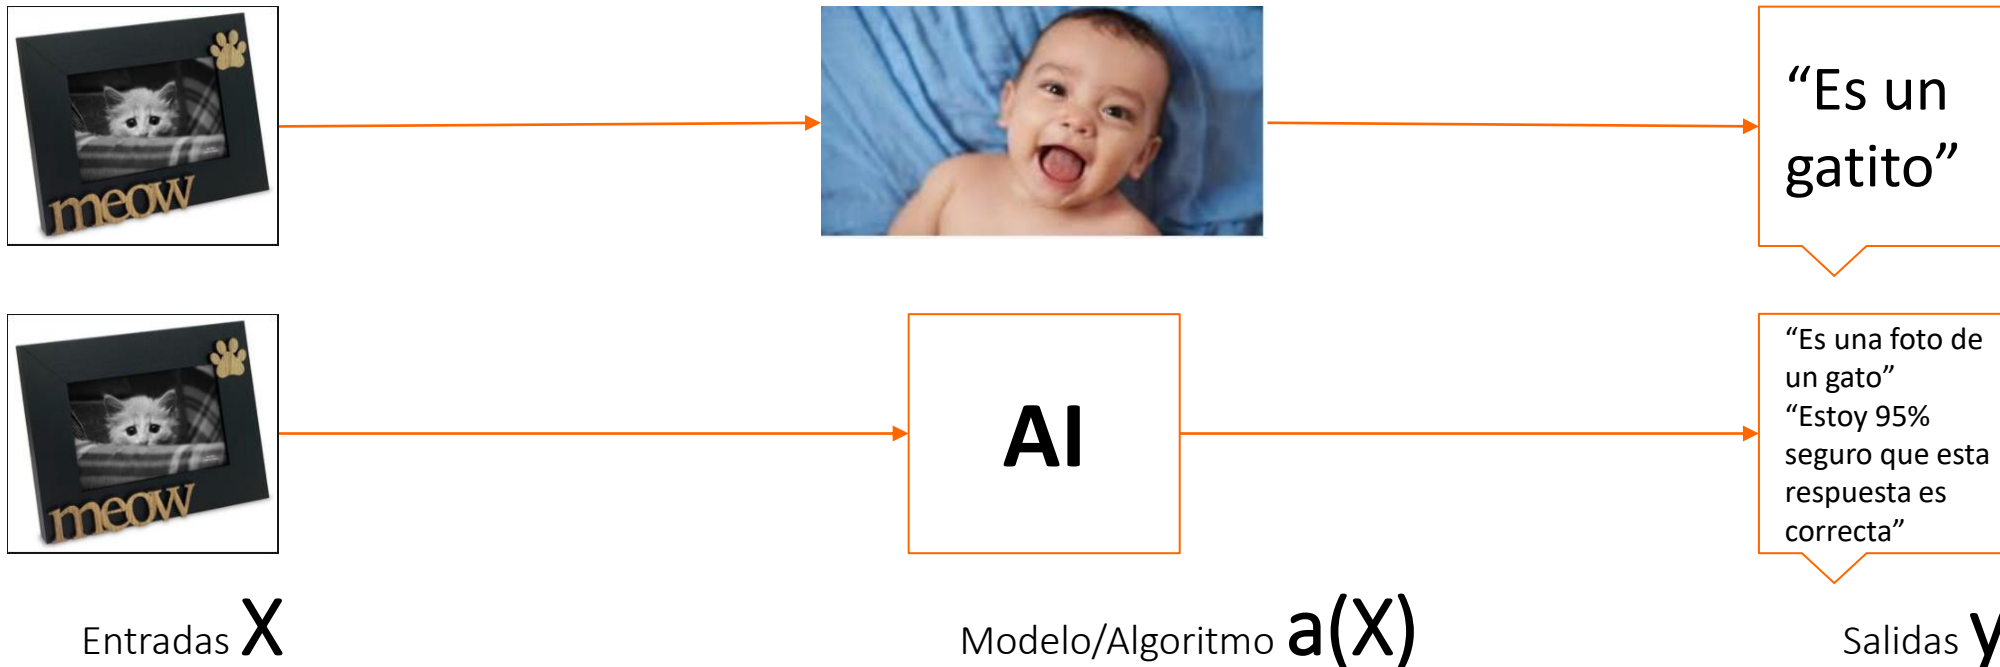 meow
“Es un
gatito”
meow
AI
“Es una foto de
un gato”
“Estoy 95%
seguro que esta
respuesta es
correcta”
Entradas X
Modelo/Algoritmo a(X)
Salidas y